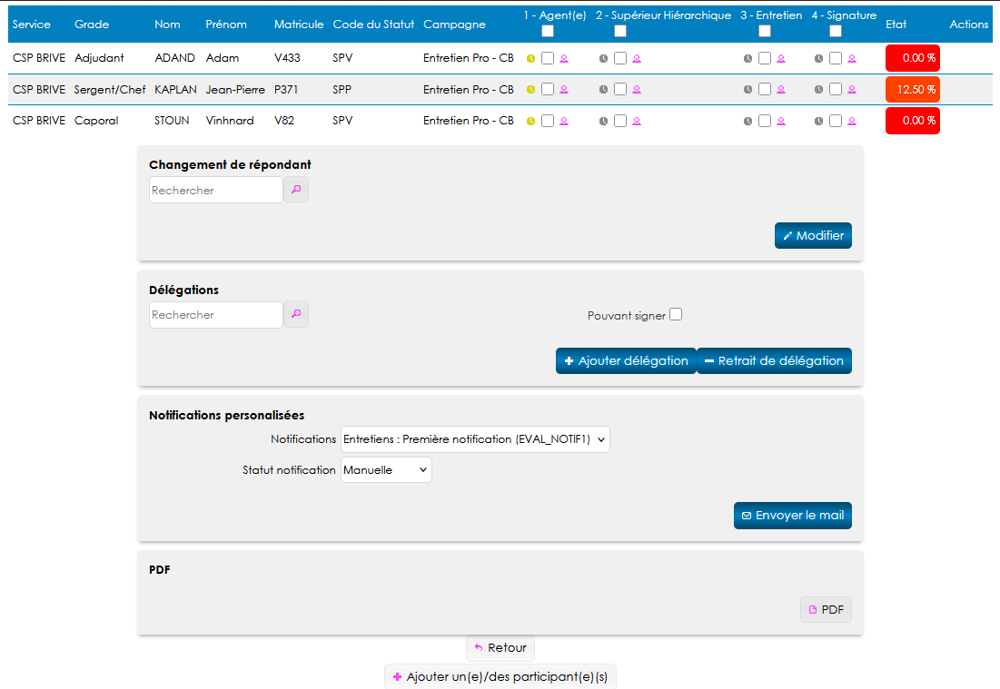 Service Grade Nom Prénom Matricule Code du Statut Campagne 1 - Agent(e) 2 - Supérieur Hiérarchique 3 - Entretien 4 - Signature Etat Actions
CSP BRIVE Adjudant ADAND Adam V433 SPV Entretien Pro - CB 0.00 %
CSP BRIVE Sergent/Chef KAPLAN Jean-Pierre P371 SPP Entretien Pro - CB 12.50 %
CSP BRIVE Caporal STOUN Vinhnard V82 SPV Entretien Pro - CB 0.00 %
Changement de répondant
Rechercher
Modifier
Délégations
Rechercher Pouvant signer
Ajouter délégation Retrait de délégation
Notifications personalisées
Notifications Entretiens : Première notification (EVAL_NOTIF1)
Statut notification Manuelle
Envoyer le mail
PDF
PDF
Retour
Ajouter un(e)/des participant(e)(s)